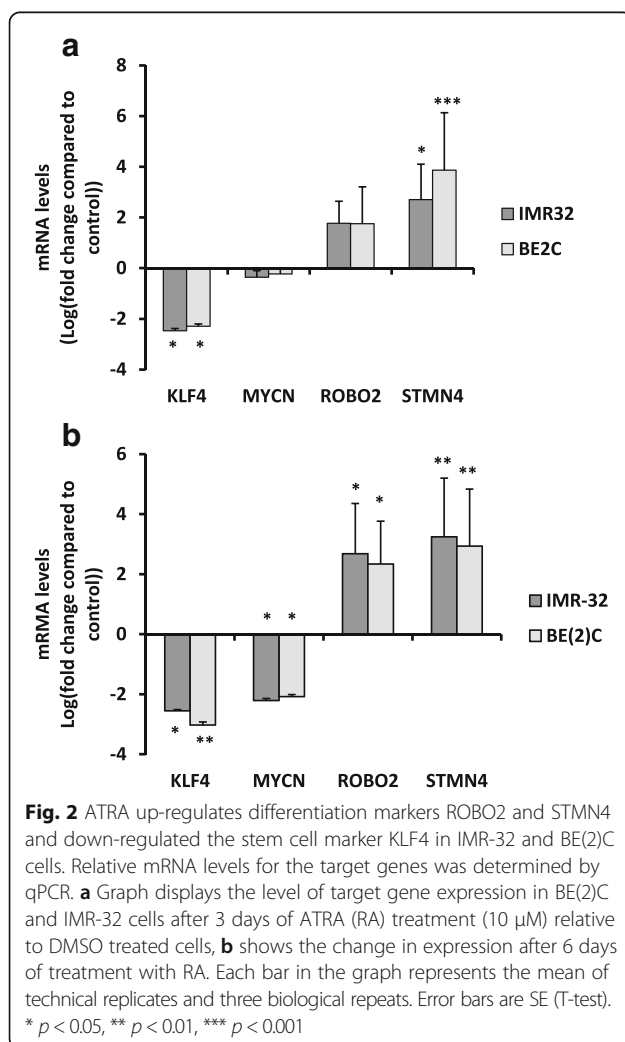 a
8
6
4
2
0
-2
-4
mRNA levels
(Log(fold change compared to
control))
***
*
* *
IMR32
BE2C
KLF4 MYCN ROBO2 STMN4
b
6
4
2
0
-2
-4
mRMA levels
Log(fold change compared to
control))
** **
* *
* *
*
**
IMR-32
BE(2)C
KLF4 MYCN ROBO2 STMN4
Fig. 2 ATRA up-regulates differentiation markers ROBO2 and STMN4
and down-regulated the stem cell marker KLF4 in IMR-32 and BE(2)C
cells. Relative mRNA levels for the target genes was determined by
qPCR. a Graph displays the level of target gene expression in BE(2)C
and IMR-32 cells after 3 days of ATRA (RA) treatment (10 μM) relative
to DMSO treated cells, b shows the change in expression after 6 days
of treatment with RA. Each bar in the graph represents the mean of
technical replicates and three biological repeats. Error bars are SE (T-test).
* p < 0.05, ** p < 0.01, *** p < 0.001